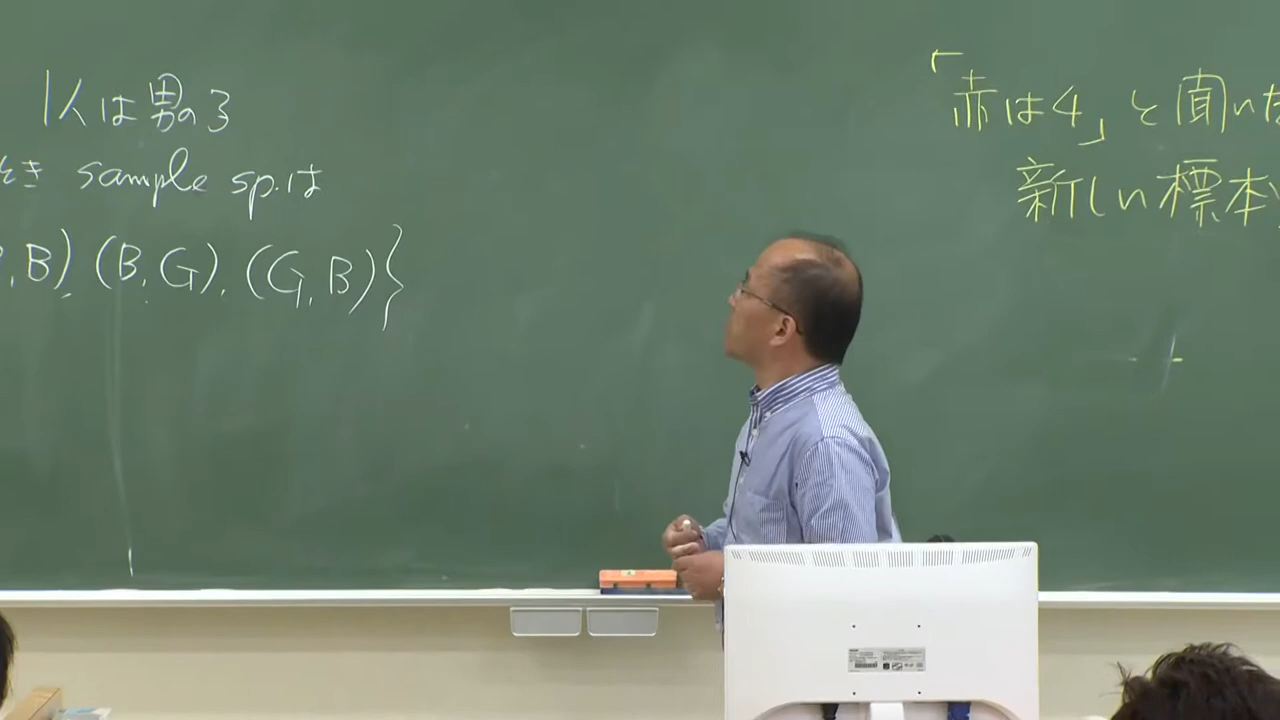 1人は男の子
とき sample sp.は
, B) (B, G), (G, B)}
「赤は4」と聞いた
新しい標本